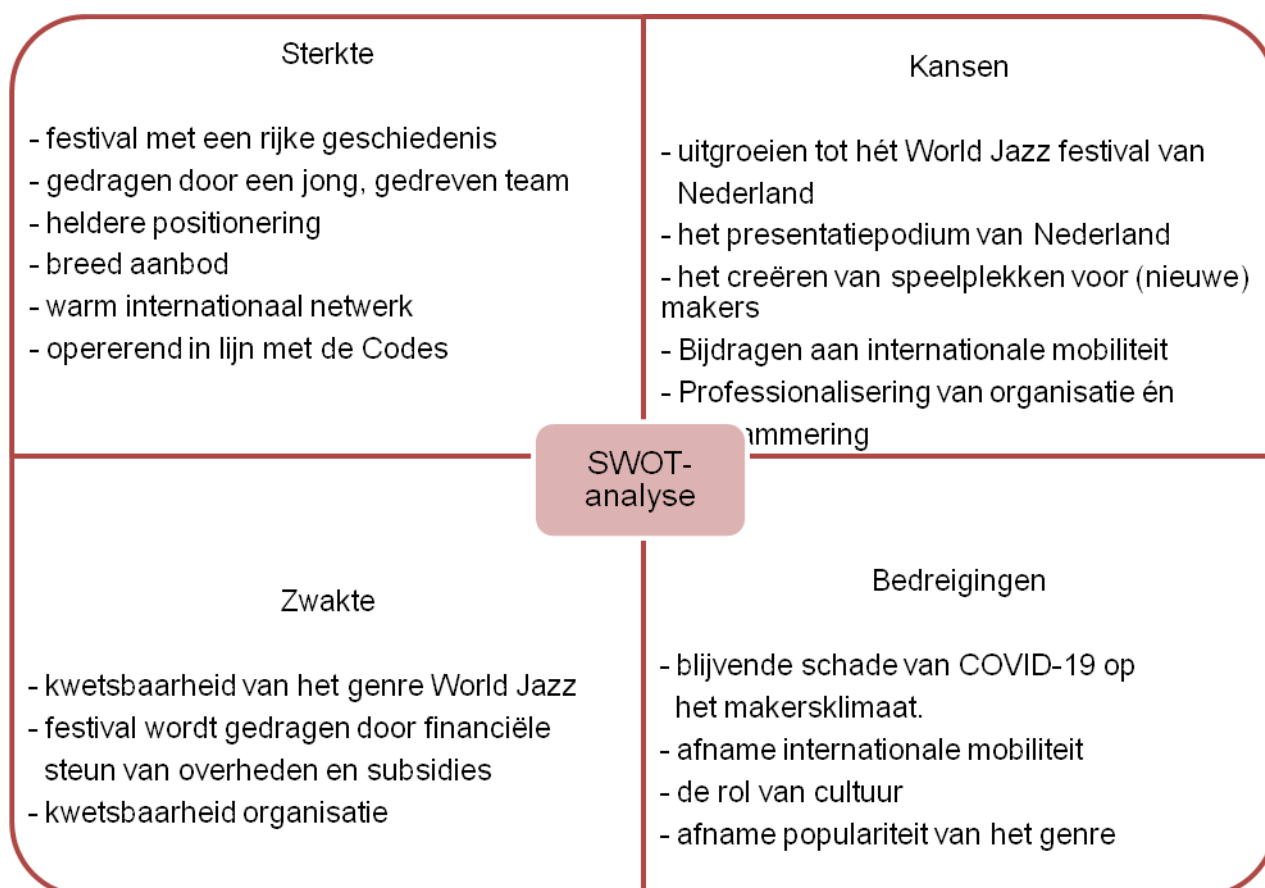 Sterkte
- festival met een rijke geschiedenis
- gedragen door een jong, gedreven team
- heldere positionering
- breed aanbod
- warm internationaal netwerk
- opererend in lijn met de Codes
Kansen
- uitgroeien tot hét World Jazz festival van
Nederland
- het presentatiepodium van Nederland
- het creëren van speelplekken voor (nieuwe)
makers
- Bijdragen aan internationale mobiliteit
- Professionalisering van organisatie én
ammering
SWOT-
analyse
Zwakte
- kwetsbaarheid van het genre World Jazz
- festival wordt gedragen door financiële
steun van overheden en subsidies
- kwetsbaarheid organisatie
Bedreigingen
- blijvende schade van COVID-19 op
het makersklimaat.
- afname internationale mobiliteit
- de rol van cultuur
- afname populariteit van het genre